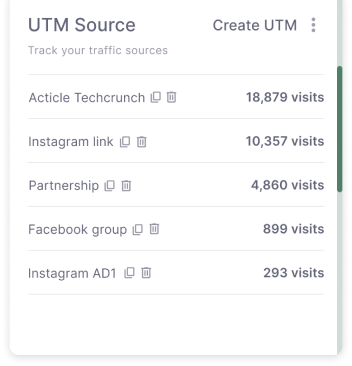 UTM Source
Create UTM
Track your traffic sources
Acticle Techcrunch 18,879 visits
Instagram link 10,357 visits
Partnership 4,860 visits
Facebook group 899 visits
Instagram AD1 293 visits